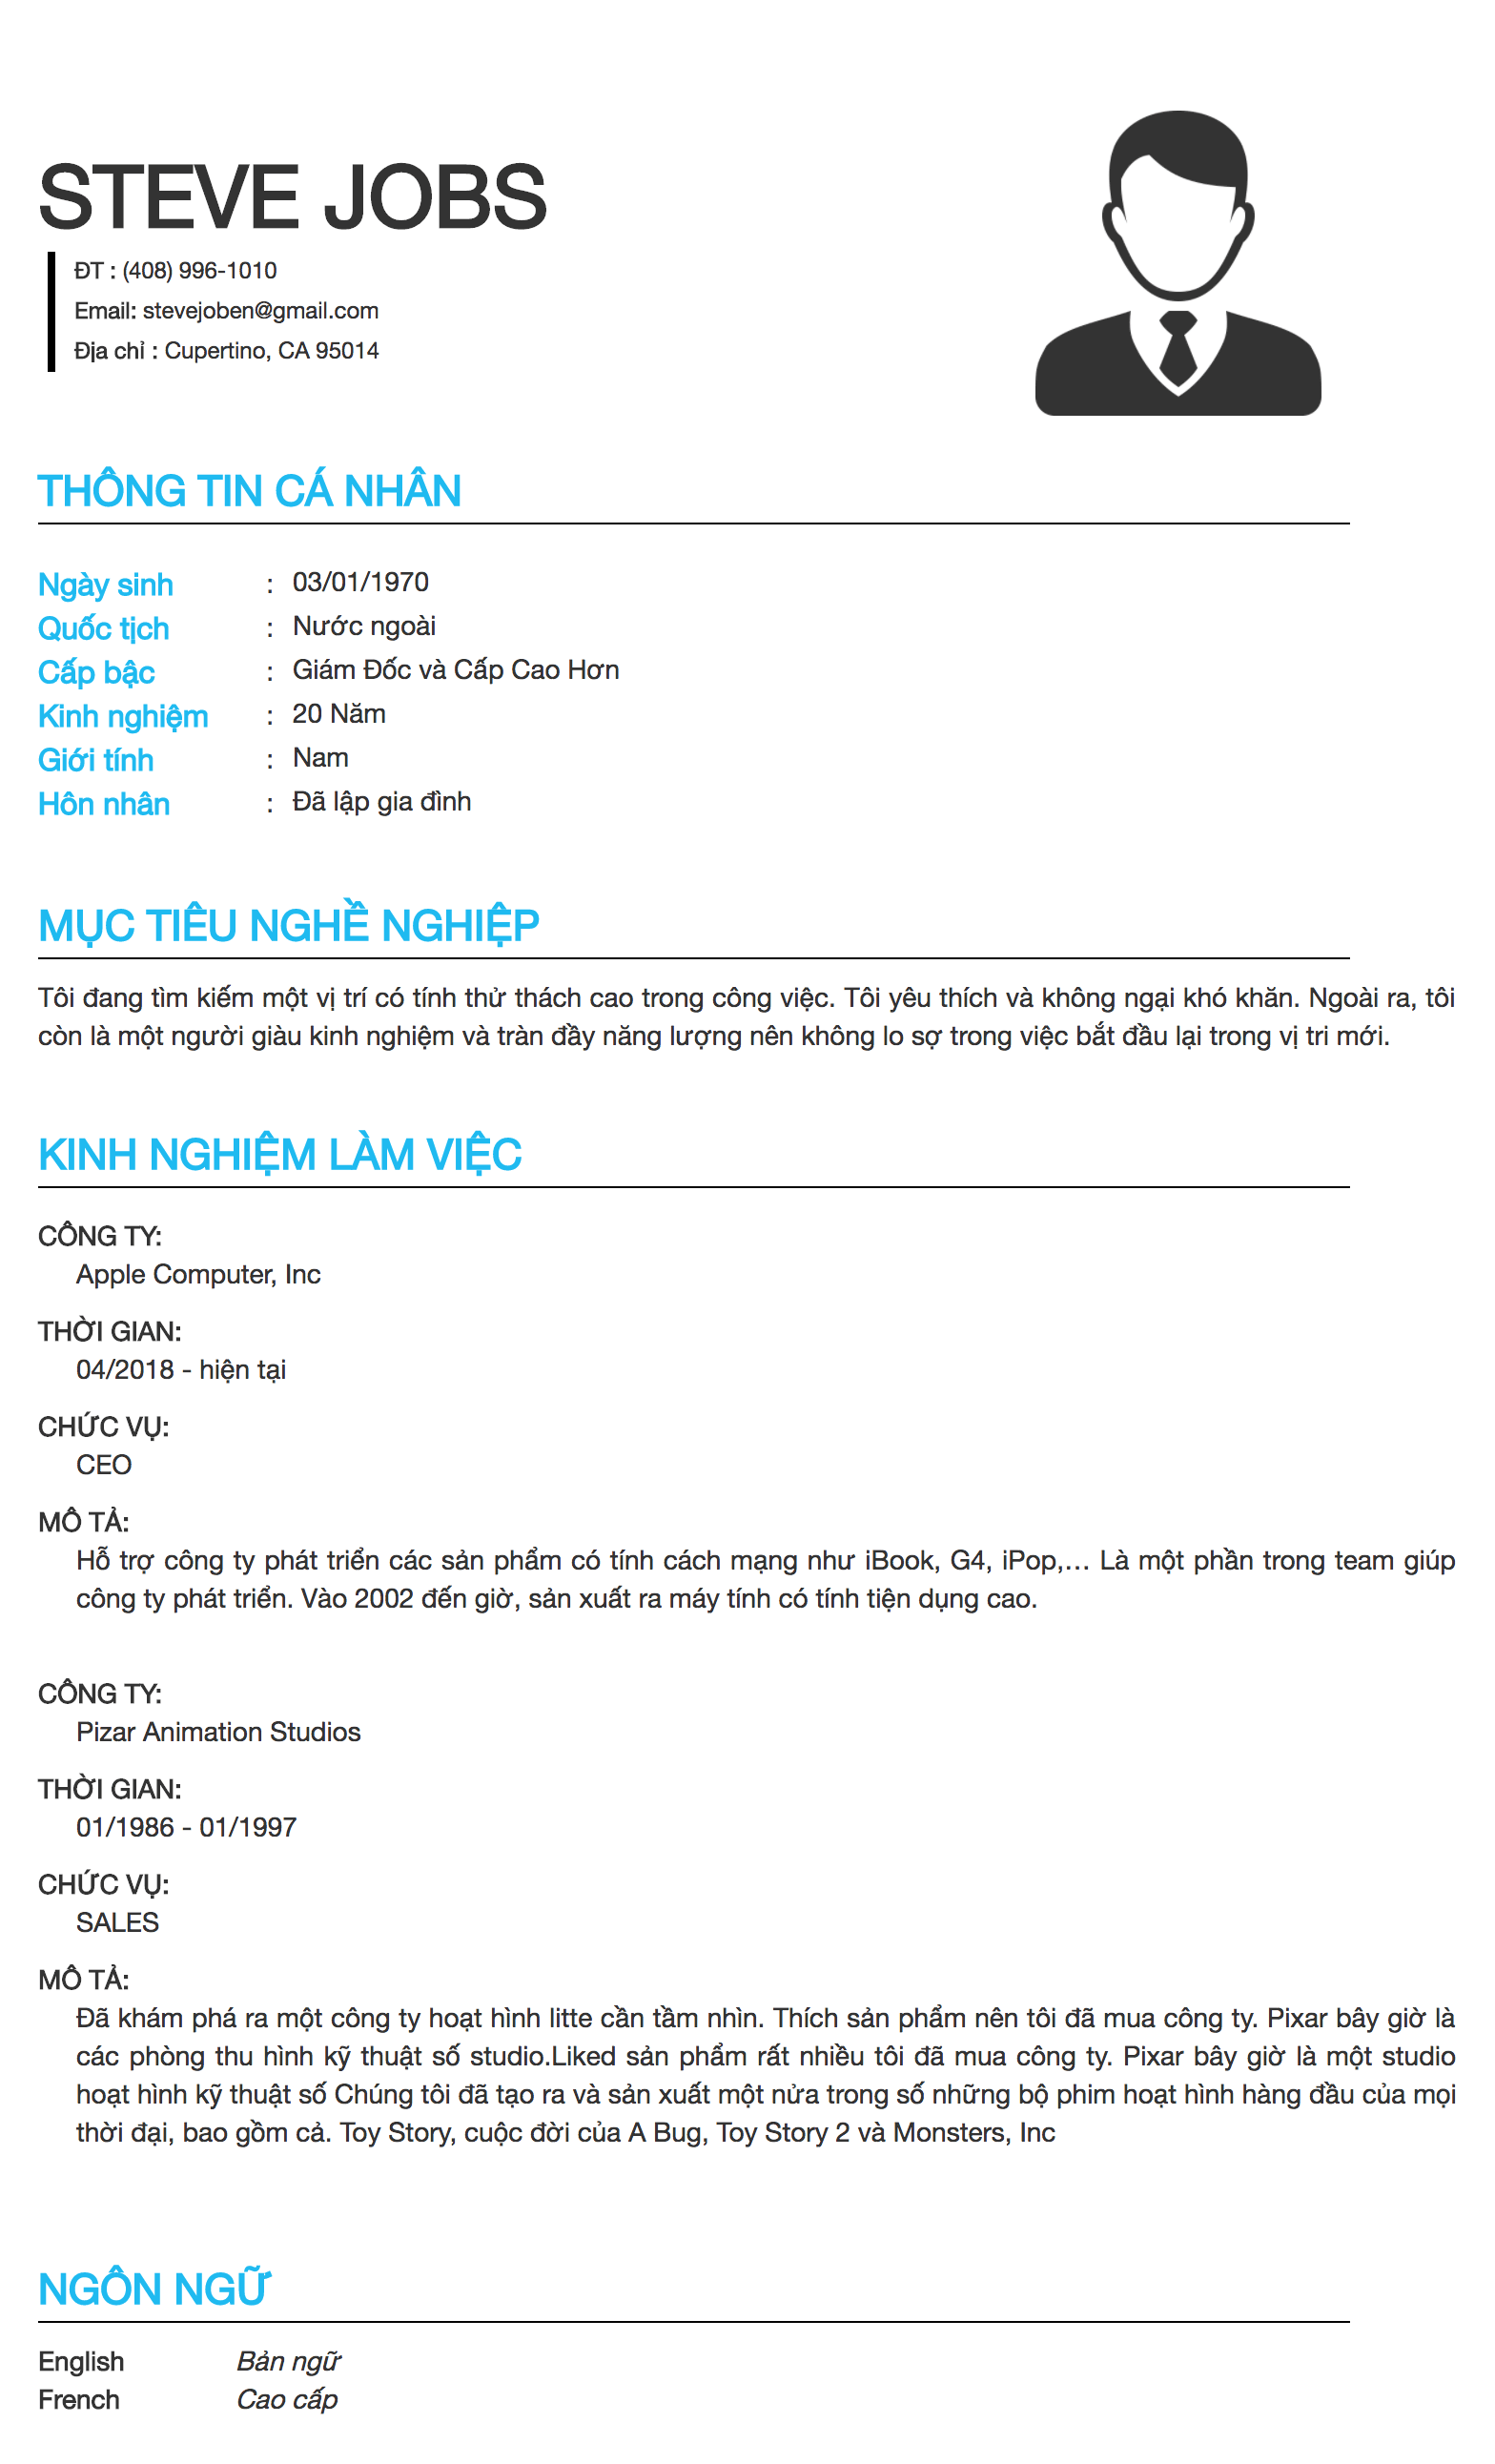 STEVE JOBS
ĐT : (408) 996-1010
Email: stevejoben@gmail.com
Địa chỉ : Cupertino, CA 95014
THÔNG TIN CÁ NHÂN
Ngày sinh : 03/01/1970
Quốc tịch : Nước ngoài
Cấp bậc : Giám Đốc và Cấp Cao Hơn
Kinh nghiệm : 20 Năm
Giới tính : Nam
Hôn nhân : Đã lập gia đình
MỤC TIÊU NGHỀ NGHIỆP
Tôi đang tìm kiếm một vị trí có tính thử thách cao trong công việc. Tôi yêu thích và không ngại khó khăn. Ngoài ra, tôi
còn là một người giàu kinh nghiệm và tràn đầy năng lượng nên không lo sợ trong việc bắt đầu lại trong vị tri mới.
KINH NGHIỆM LÀM VIỆC
CÔNG TY:
Apple Computer, Inc
THỜI GIAN:
04/2018 - hiện tại
CHỨC VỤ:
CEO
MÔ TẢ:
Hỗ trợ công ty phát triển các sản phẩm có tính cách mạng như iBook, G4, iPop,... Là một phần trong team giúp
công ty phát triển. Vào 2002 đến giờ, sản xuất ra máy tính có tính tiện dụng cao.
CÔNG TY:
Pizar Animation Studios
THỜI GIAN:
01/1986 - 01/1997
CHỨC VỤ:
SALES
MÔ TẢ:
Đã khám phá ra một công ty hoạt hình litte cần tầm nhìn. Thích sản phẩm nên tôi đã mua công ty. Pixar bây giờ là
các phòng thu hình kỹ thuật số studio.Liked sản phẩm rất nhiều tôi đã mua công ty. Pixar bây giờ là một studio
hoạt hình kỹ thuật số Chúng tôi đã tạo ra và sản xuất một nửa trong số những bộ phim hoạt hình hàng đầu của mọi
thời đại, bao gồm cả. Toy Story, cuộc đời của A Bug, Toy Story 2 và Monsters, Inc
NGÔN NGỮ
English Bản ngữ
French Cao cấp